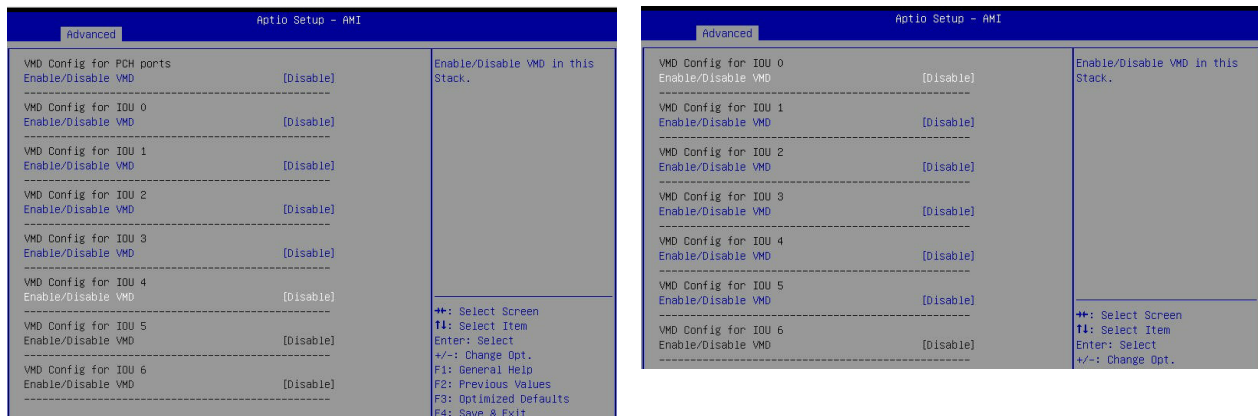 Aptio Setup - AMI
Advanced
VMD Config for PCH ports
Enable/Disable VMD [Disable]
VMD Config for IOU 0
Enable/Disable VMD [Disable]
VMD Config for IOU 1
Enable/Disable VMD [Disable]
VMD Config for IOU 2
Enable/Disable VMD [Disable]
VMD Config for IOU 3
Enable/Disable VMD [Disable]
VMD Config for IOU 4
Enable/Disable VMD [Disable]
VMD Config for IOU 5
Enable/Disable VMD [Disable]
VMD Config for IOU 6
Enable/Disable VMD [Disable]
Enable/Disable VMD in this
Stack.
→←: Select Screen
↑↓: Select Item
Enter: Select
+/-: Change Opt.
F1: General Help
F2: Previous Values
F3: Optimized Defaults
F4: Save & Exit
Aptio Setup - AMI
Advanced
VMD Config for IOU 0
Enable/Disable VMD [Disable]
VMD Config for IOU 1
Enable/Disable VMD [Disable]
VMD Config for IOU 2
Enable/Disable VMD [Disable]
VMD Config for IOU 3
Enable/Disable VMD [Disable]
VMD Config for IOU 4
Enable/Disable VMD [Disable]
VMD Config for IOU 5
Enable/Disable VMD [Disable]
VMD Config for IOU 6
Enable/Disable VMD [Disable]
Enable/Disable VMD in this
Stack.
→←: Select Screen
↑↓: Select Item
Enter: Select
+/-: Change Opt.